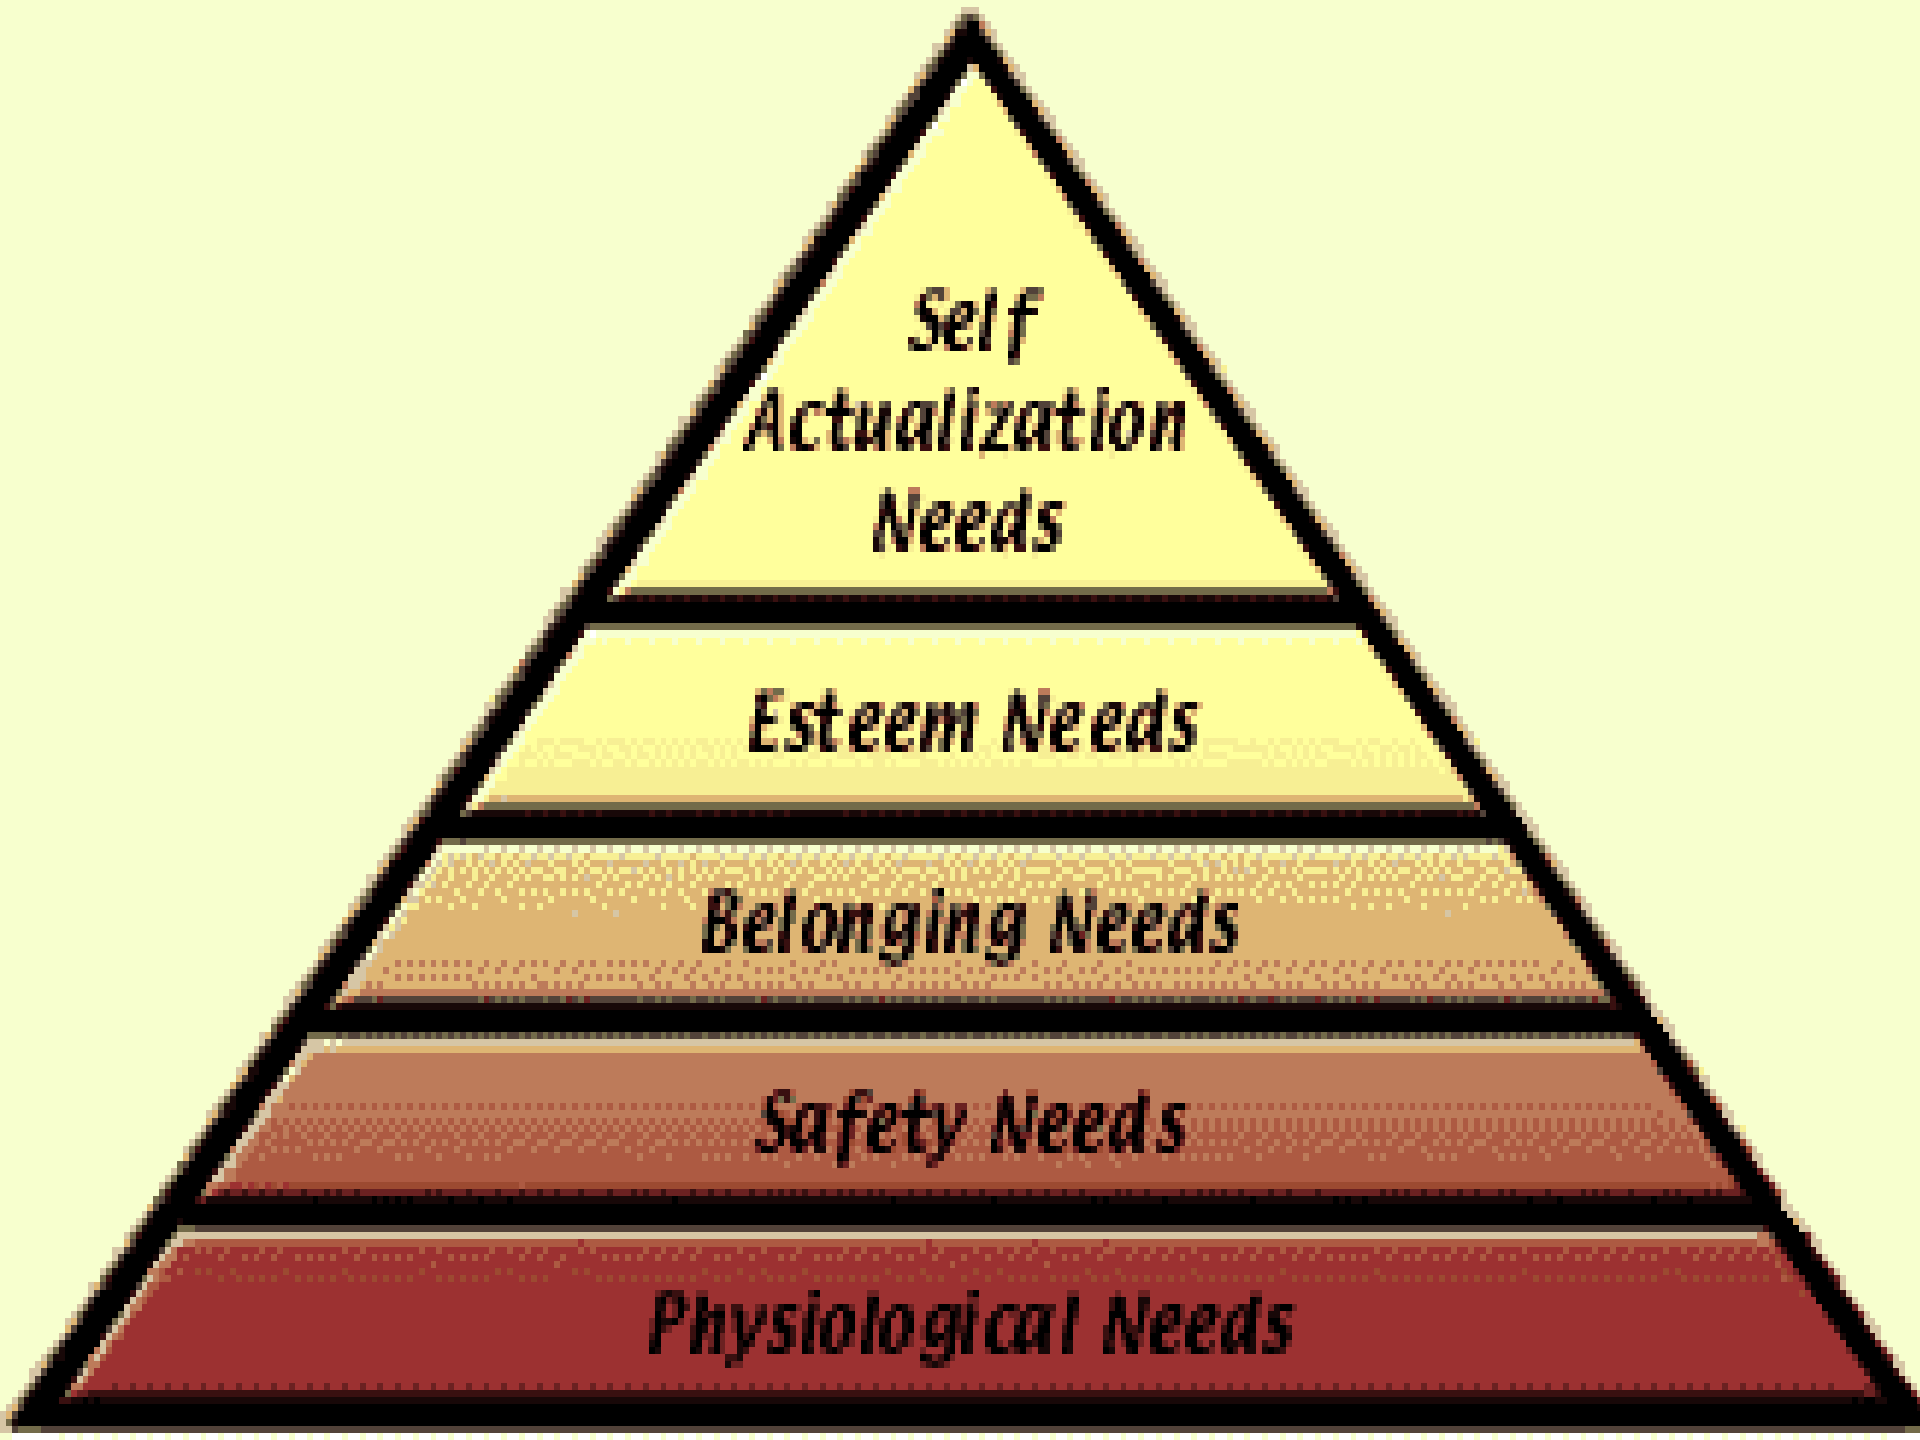 Self
Actualization
Needs
Esteem Needs
Belonging Needs
Safety Needs
Physiological Needs